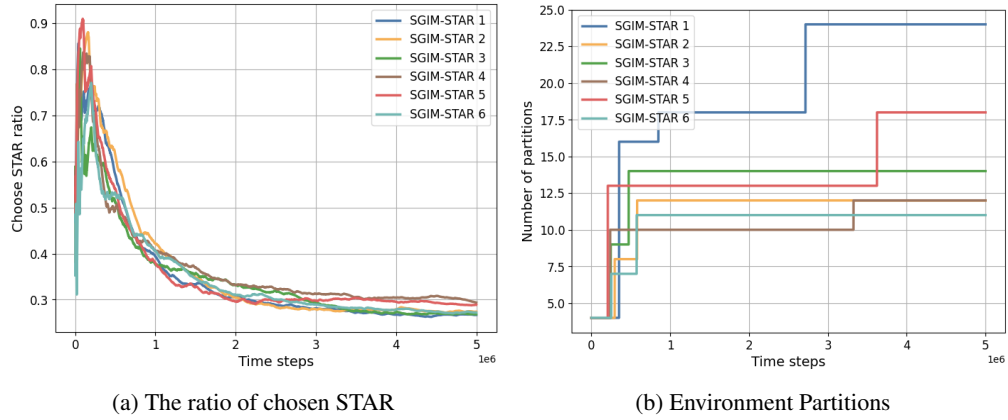 SGIM-STAR 1
SGIM-STAR 2
SGIM-STAR 3
SGIM-STAR 4
SGIM-STAR 5
SGIM-STAR 6
Choose STAR ratio
0.9
0.8
0.7
0.6
0.5
0.4
0.3
0 1 2 3 4 5
1e6
Time steps
(a) The ratio of chosen STAR
SGIM-STAR 1
SGIM-STAR 2
SGIM-STAR 3
SGIM-STAR 4
SGIM-STAR 5
SGIM-STAR 6
Number of partitions
25.0
22.5
20.0
17.5
15.0
12.5
10.0
7.5
5.0
0 1 2 3 4 5
1e6
Time steps
(b) Environment Partitions